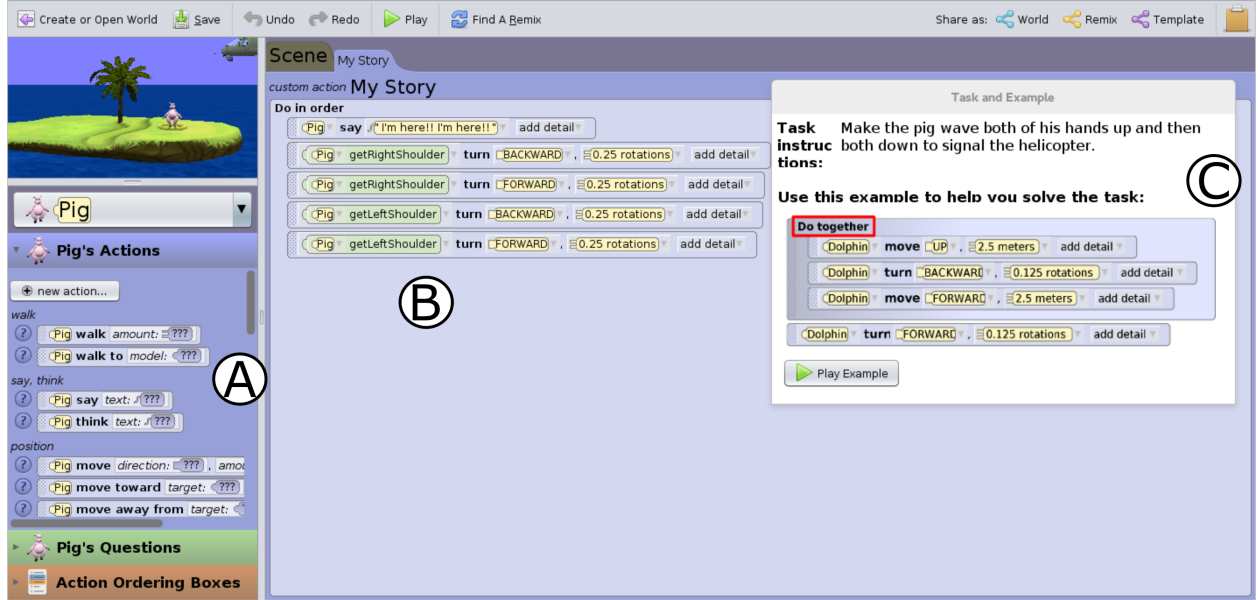 Create or Open World Save Undo Redo Play Find A Remix Share as: World Remix Template
Scene My Story
custom action My Story
Do in order
Pig say "I'm here!! I'm here!!" add detail
Pig getRightShoulder turn BACKWARD , 0.25 rotations add detail
Pig getRightShoulder turn FORWARD , 0.25 rotations add detail
Pig getLeftShoulder turn BACKWARD , 0.25 rotations add detail
Pig getLeftShoulder turn FORWARD , 0.25 rotations add detail
B
Pig
Pig's Actions
new action...
walk
? Pig walk amount: ???
? Pig walk to model: ???
say, think
? Pig say text: ???
? Pig think text: ???
position
? Pig move direction: ??? , amou
? Pig move toward target: ???
? Pig move away from target:
A
Pig's Questions
Action Ordering Boxes
Task and Example
Task Make the pig wave both of his hands up and then
instruc both down to signal the helicopter.
tions:
C
Use this example to help you solve the task:
Do together
Dolphin move UP , 2.5 meters add detail
Dolphin turn BACKWARD , 0.125 rotations add detail
Dolphin move FORWARD , 2.5 meters add detail
Dolphin turn FORWARD , 0.125 rotations add detail
Play Example